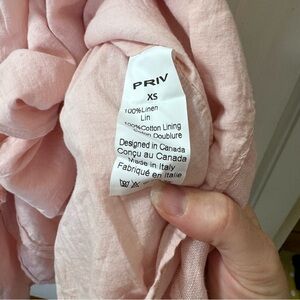 PRIV
XS
100%Linen
Lin
100%Cotton Lining
Coton Doublure
Designed in Canada
Conçu au Canada
Made in Italy
Fabriqué en Italie